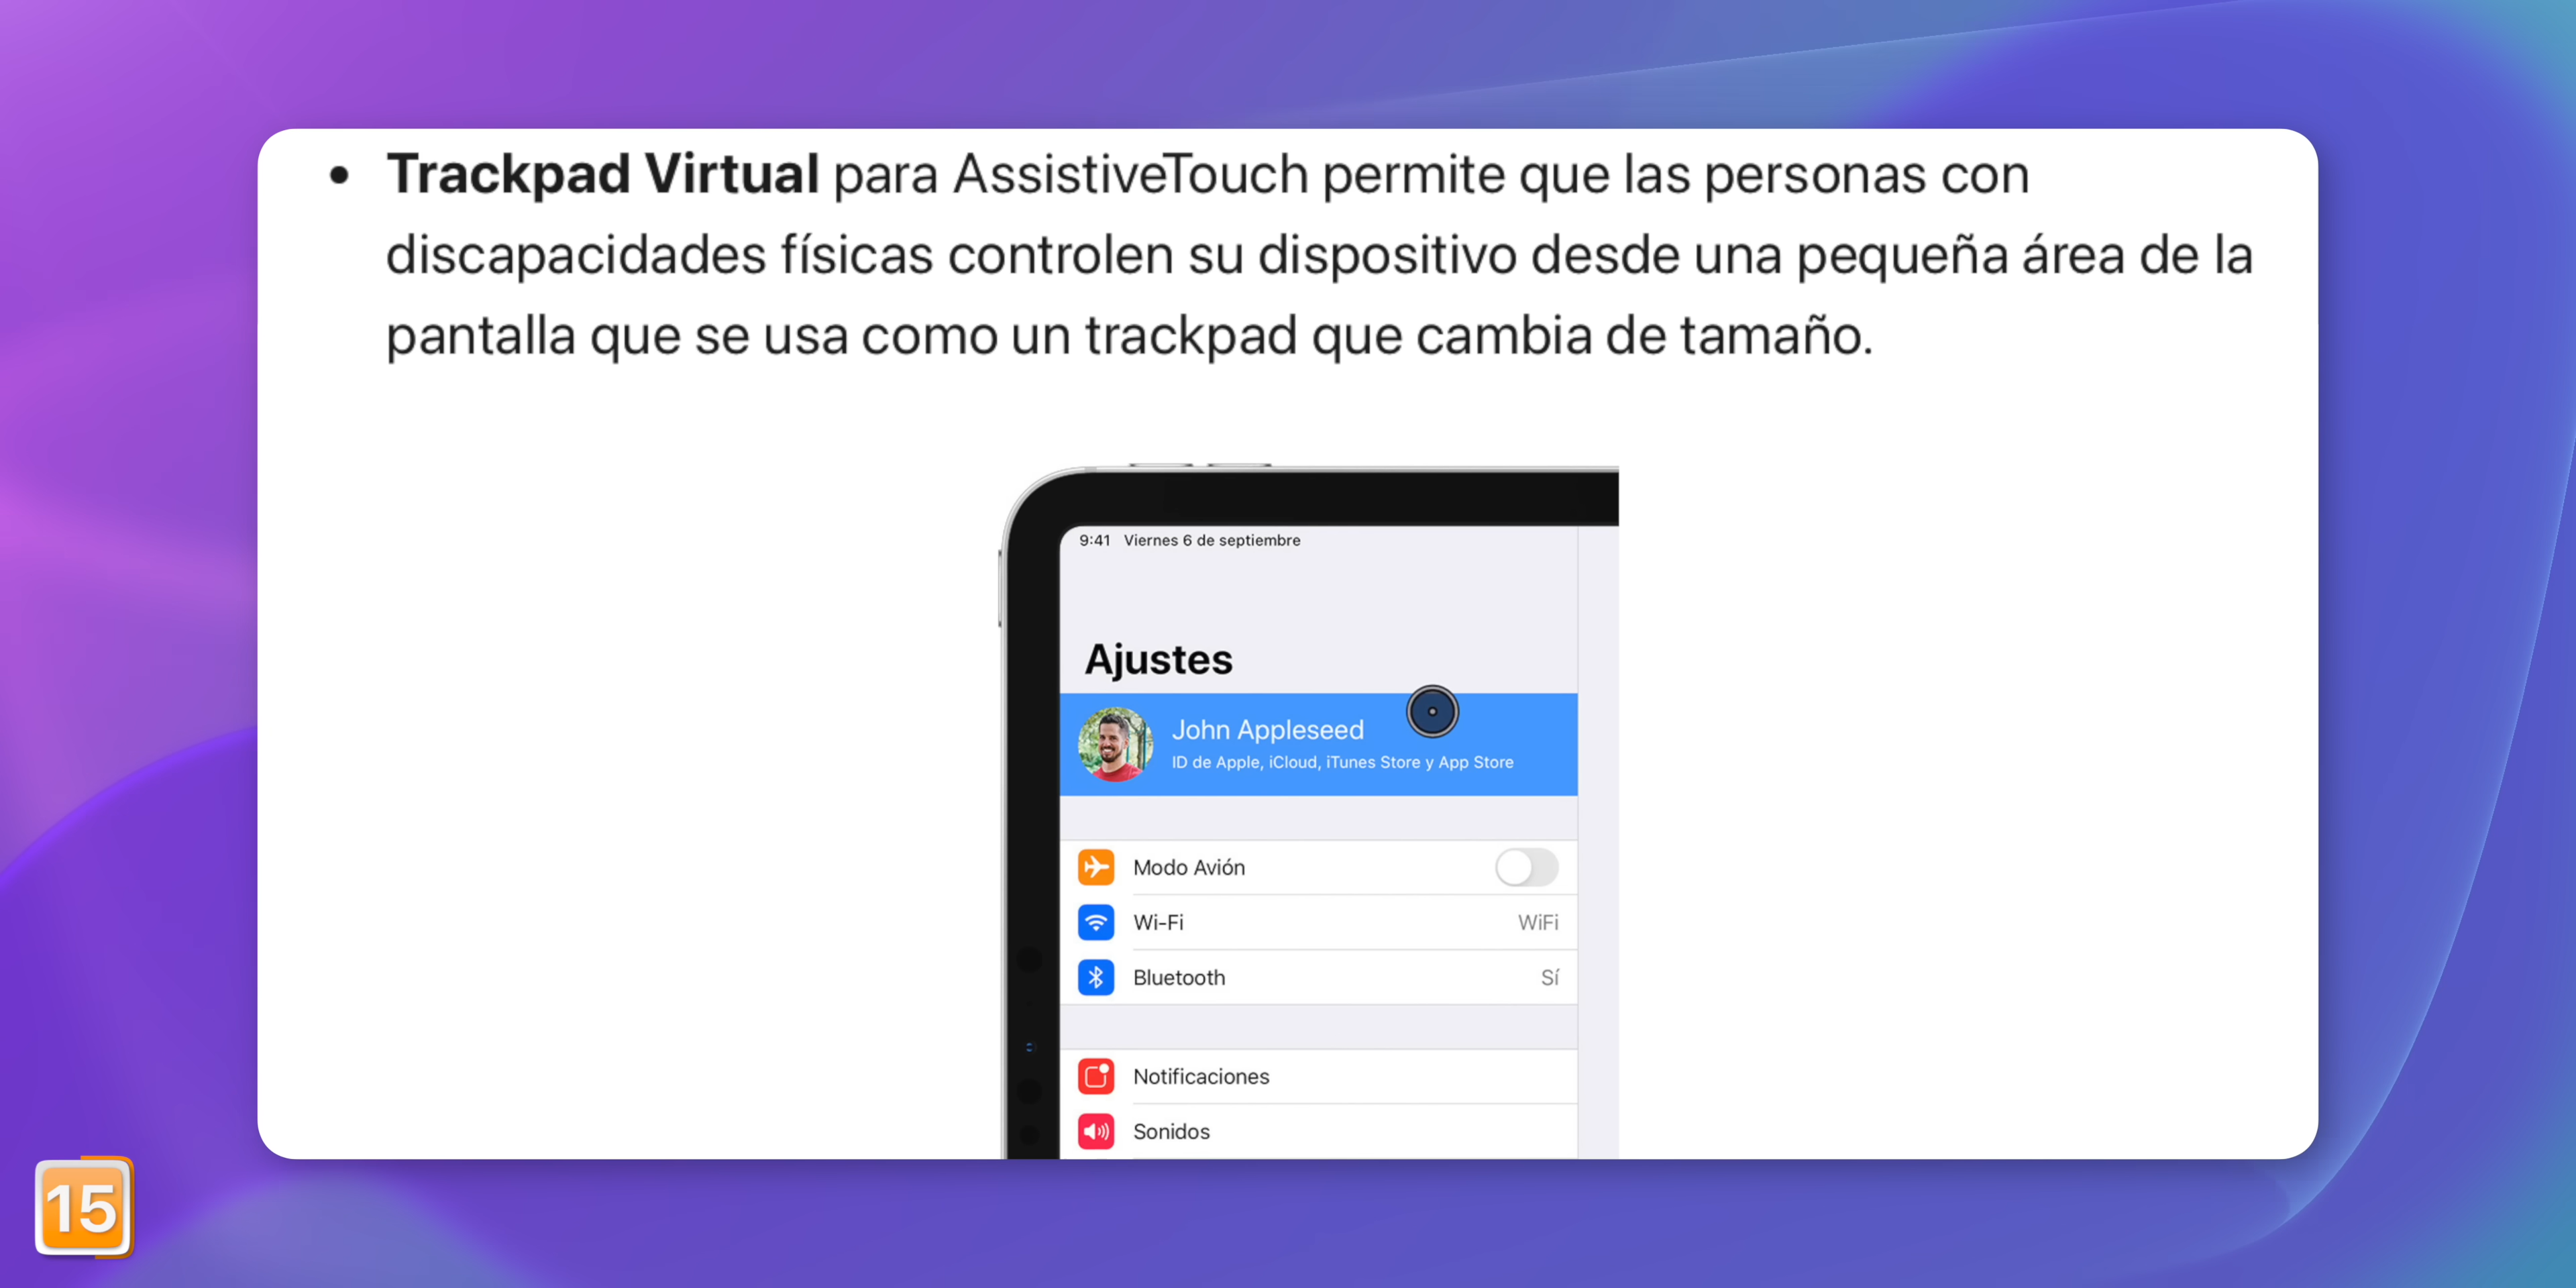 • Trackpad Virtual para AssistiveTouch permite que las personas con
discapacidades físicas controlen su dispositivo desde una pequeña área de la
pantalla que se usa como un trackpad que cambia de tamaño.
9:41 Viernes 6 de septiembre
Ajustes
John Appleseed
ID de Apple, iCloud, iTunes Store y App Store
Modo Avión
Wi-Fi WiFi
Bluetooth Sí
Notificaciones
Sonidos
15